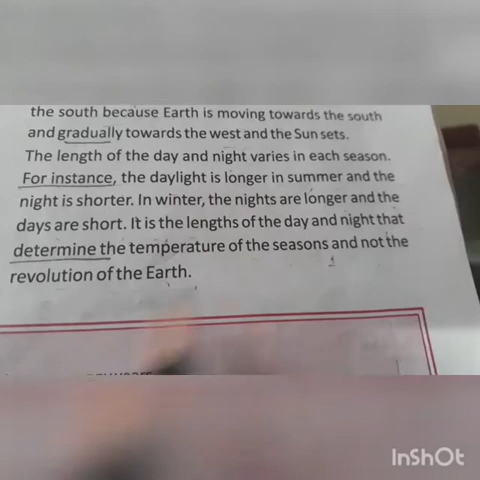 the south because Earth is moving towards the south
and gradually towards the west and the Sun sets.
The length of the day and night varies in each season.
For instance, the daylight is longer in summer and the
night is shorter. In winter, the nights are longer and the
days are short. It is the lengths of the day and night that
determine the temperature of the seasons and not the
revolution of the Earth.
InShOt